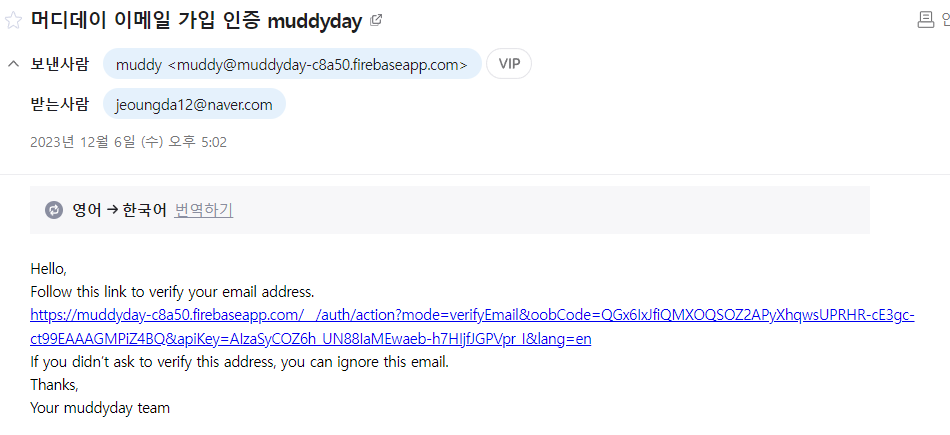 머디데이 이메일 가입 인증 muddyday
보낸사람 muddy <muddy@muddyday-c8a50.firebaseapp.com> VIP
받는사람 jeoungda12@naver.com
2023년 12월 6일 (수) 오후 5:02
영어 → 한국어 번역하기
Hello,
Follow this link to verify your email address.
https://muddyday-c8a50.firebaseapp.com/__/auth/action?mode=verifyEmail&oobCode=QGx6IxJfiQMXOQSOZ2APyXhqwsUPRHR-cE3gc-
ct99EAAAGMPiZ4BQ&apiKey=AIzaSyCOZ6h_UN88IaMEwaeb-h7HIjfJGPVpr_I&lang=en
If you didn’t ask to verify this address, you can ignore this email.
Thanks,
Your muddyday team